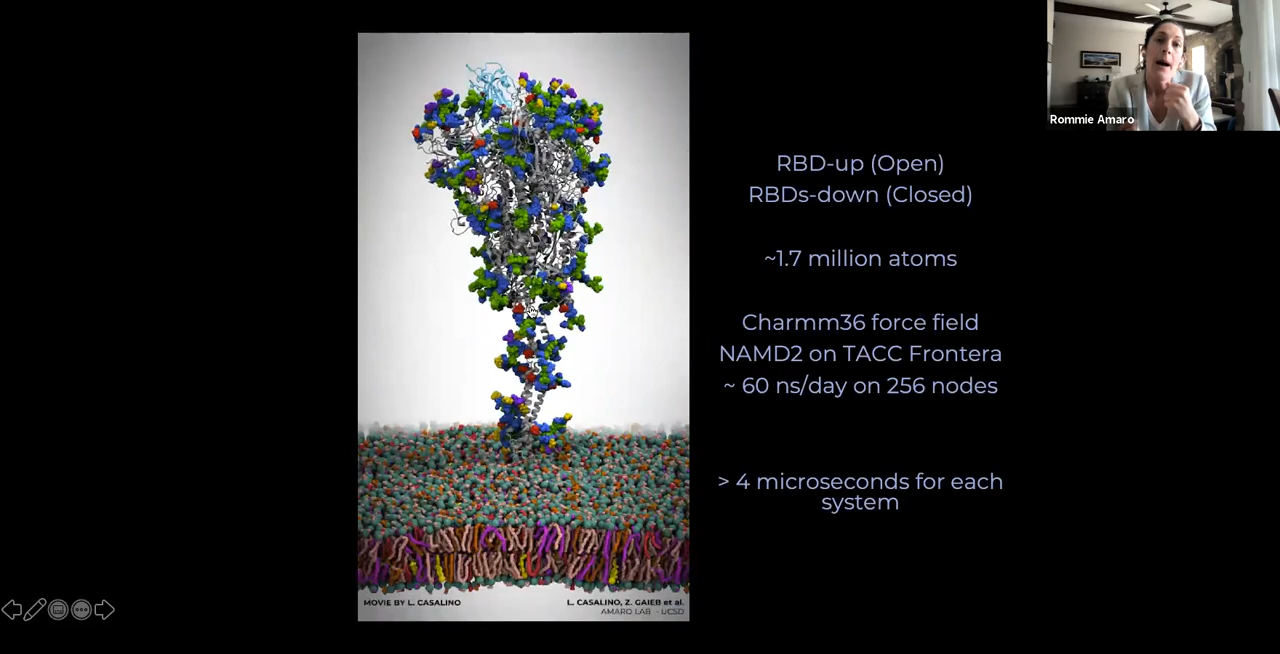 Rommie Amaro
RBD-up (Open)
RBDs-down (Closed)
~1.7 million atoms
Charmm36 force field
NAMD2 on TACC Frontera
~ 60 ns/day on 256 nodes
> 4 microseconds for each
system
MOVIE BY L. CASALINO
L. CASALINO, Z. GAIEB et al.
AMARO LAB - UCSD